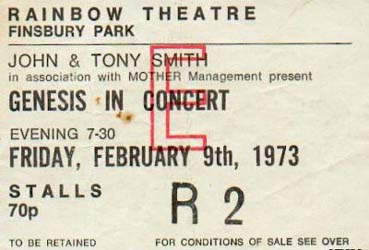 RAINBOW THEATRE
FINSBURY PARK
JOHN & TONY SMITH
in association with MOTHER Management present
GENESIS IN CONCERT
E
EVENING 7-30
FRIDAY, FEBRUARY 9th, 1973
STALLS
70p
R 2
TO BE RETAINED FOR CONDITIONS OF SALE SEE OVER